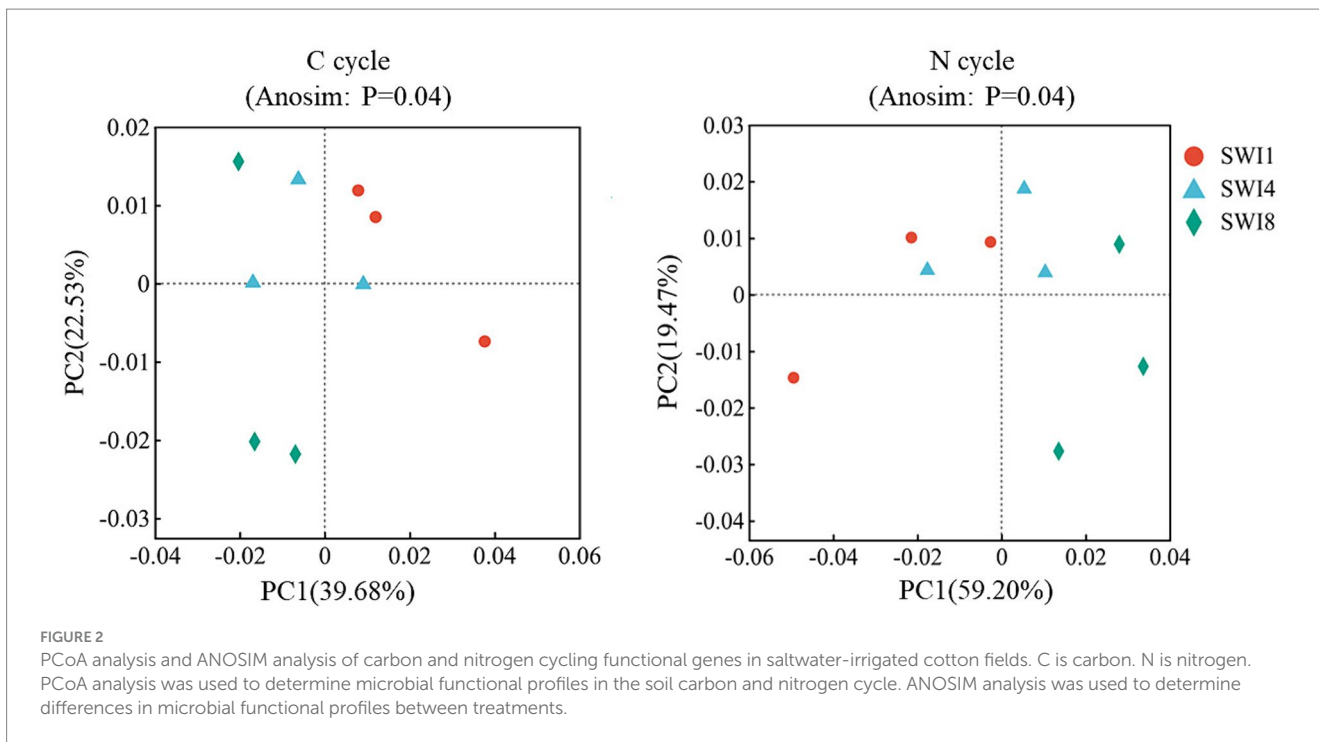 C cycle
(Anosim: P=0.04)
0.02
0.01
0
-0.01
-0.02
-0.03
PC2(22.53%)
-0.04
-0.02
0
0.02
0.04
0.06
PC1(39.68%)
N cycle
(Anosim: P=0.04)
0.03
0.02
0.01
0
-0.01
-0.02
-0.03
-0.04
PC2(19.47%)
-0.06
-0.04
-0.02
0
0.02
0.04
PC1(59.20%)
SWI1
SWI4
SWI8
FIGURE 2
PCoA analysis and ANOSIM analysis of carbon and nitrogen cycling functional genes in saltwater-irrigated cotton fields. C is carbon. N is nitrogen.
PCoA analysis was used to determine microbial functional profiles in the soil carbon and nitrogen cycle. ANOSIM analysis was used to determine
differences in microbial functional profiles between treatments.